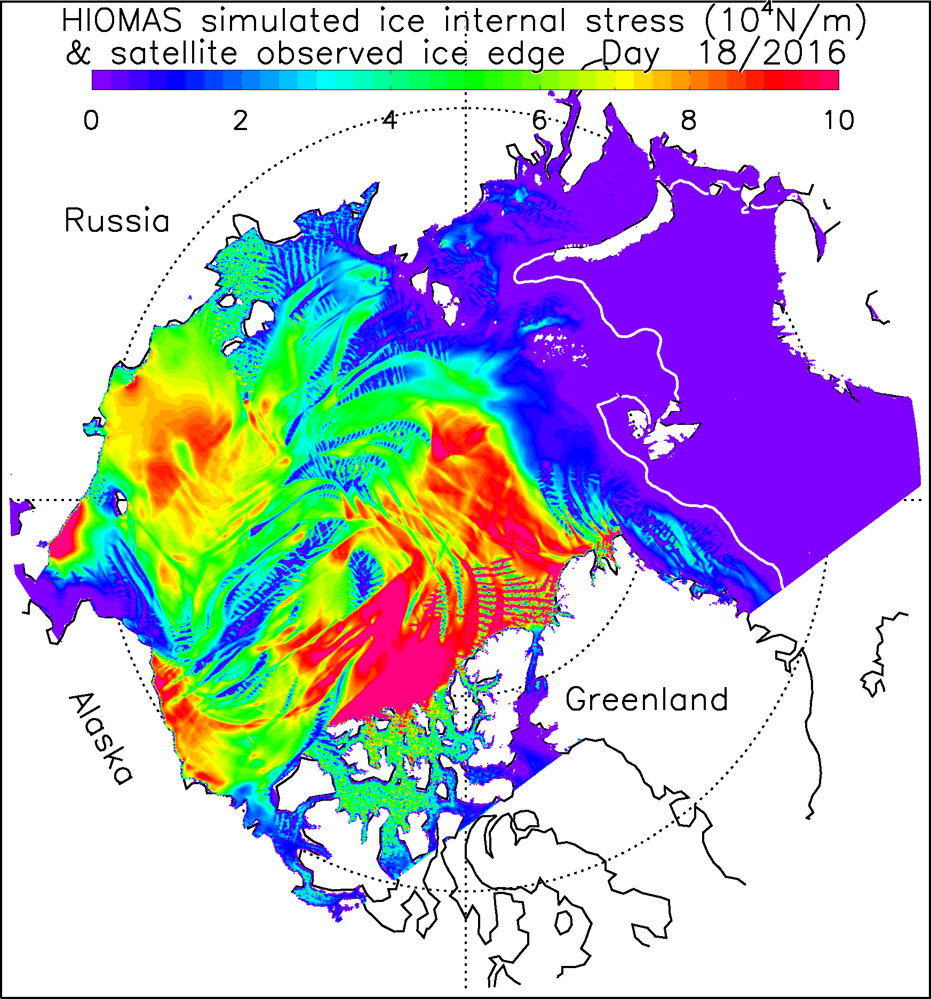 HIOMAS simulated ice internal stress (10⁴N/m)
& satellite observed ice edge Day 18/2016
0 2 4 6 8 10
Russia
Greenland
Alaska